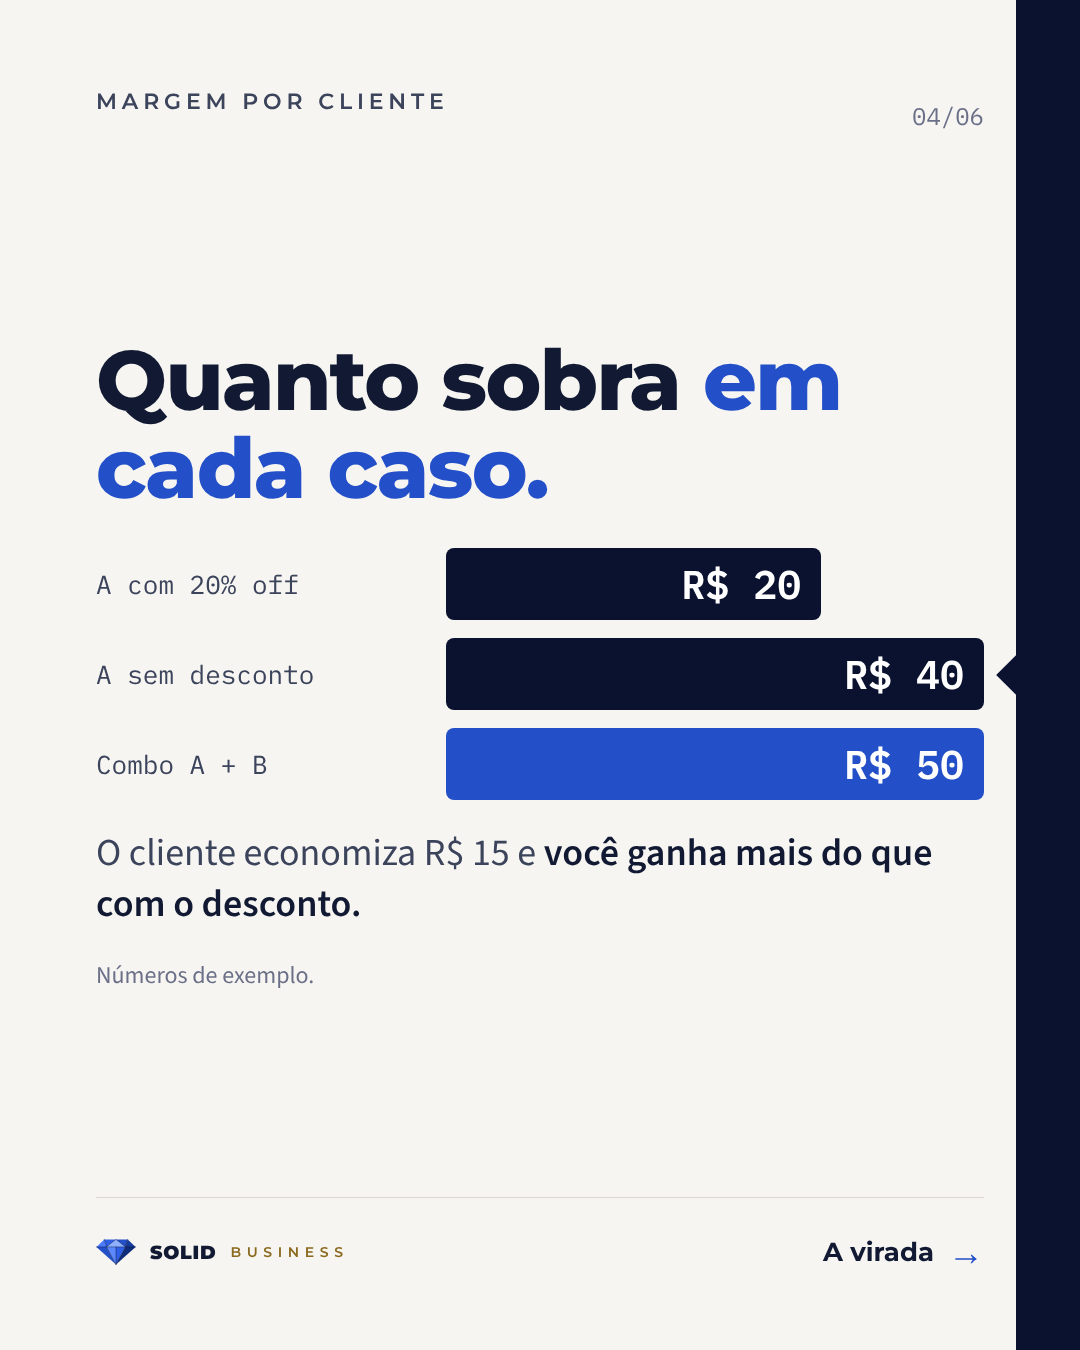 MARGEM POR CLIENTE
04/06
Quanto sobra em
cada caso.
A com 20% off
R$ 20
A sem desconto
R$ 40
Combo A + B
R$ 50
O cliente economiza R$ 15 e você ganha mais do que
com o desconto.
Números de exemplo.
SOLID BUSINESS
A virada →